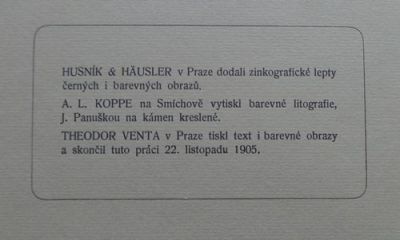 HUSNÍK & HÄUSLER v Praze dodali zinkografické lepty
černých i barevných obrazů.
A. L. KOPPE na Smíchově vytiskl barevné litografie,
J. Panuškou na kámen kreslené.
THEODOR VENTA v Praze tiskl text i barevné obrazy
a skončil tuto práci 22. listopadu 1905.